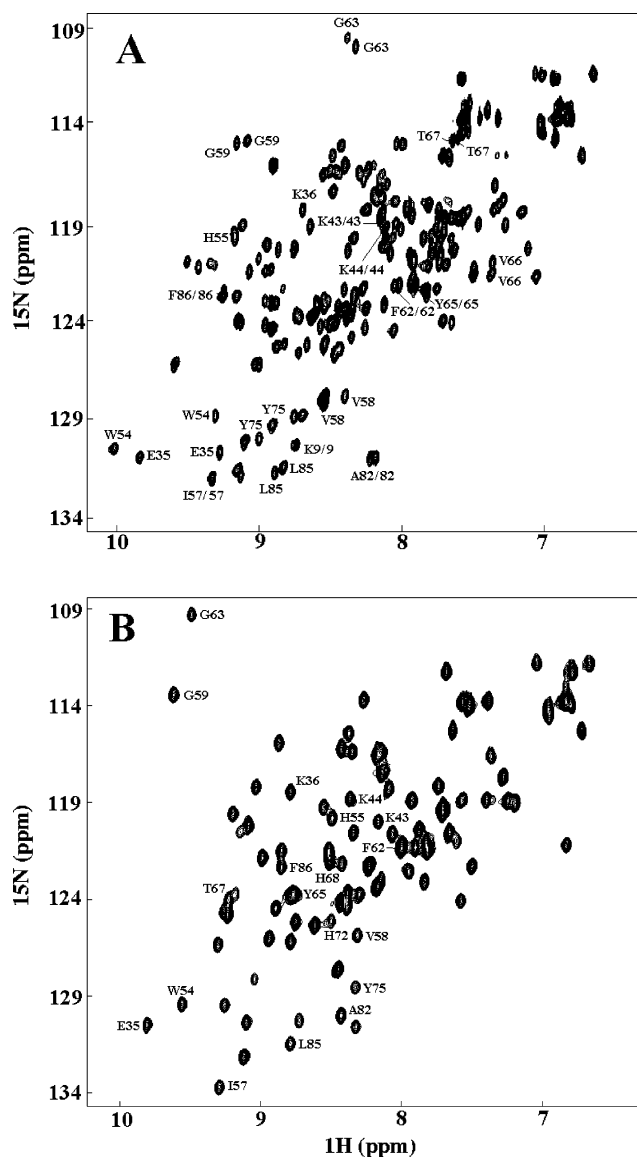 109
A
G63
G63
114
G59
G59
T67
T67
K36
119
H55
K43/43
K44/44
V66
V66
F86/86
F62/62
Y65/65
15N (ppm)
124
129
W54
Y75
V58
V58
W54
Y75
E35
E35
K9/9
L85
A82/82
I57/57
L85
134
10
9
8
7
109
B
G63
G59
114
K36
K44
119
H55
K43
F62
F86
H68
15N (ppm)
T67
Y65
124
H72
V58
129
W54
Y75
E35
A82
L85
I57
134
10
9
8
7
1H (ppm)